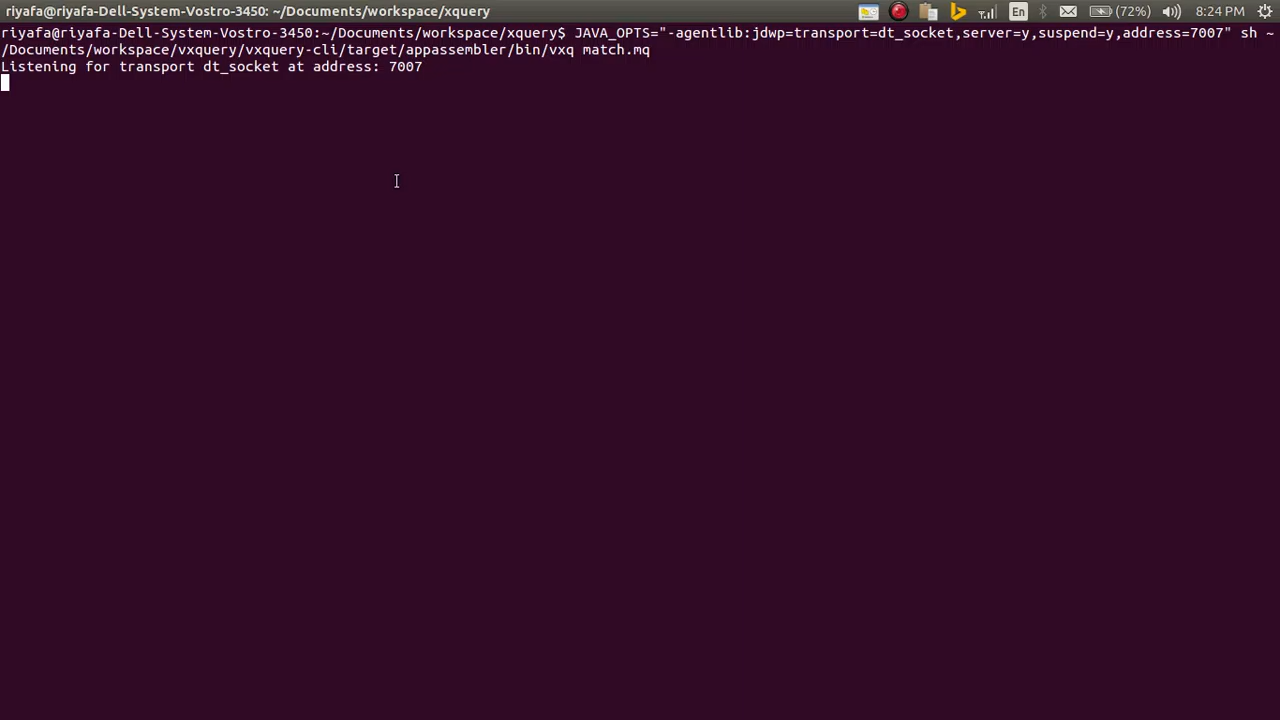 riyafa@riyafa-Dell-System-Vostro-3450: ~/Documents/workspace/xquery
En
(72%)
8:24 PM
riyafa@riyafa-Dell-System-Vostro-3450:~/Documents/workspace/xquery$ JAVA_OPTS="-agentlib:jdwp=transport=dt_socket,server=y,suspend=y,address=7007" sh ~
/Documents/workspace/vxquery/vxquery-cli/target/appassembler/bin/vxq match.mq
Listening for transport dt_socket at address: 7007